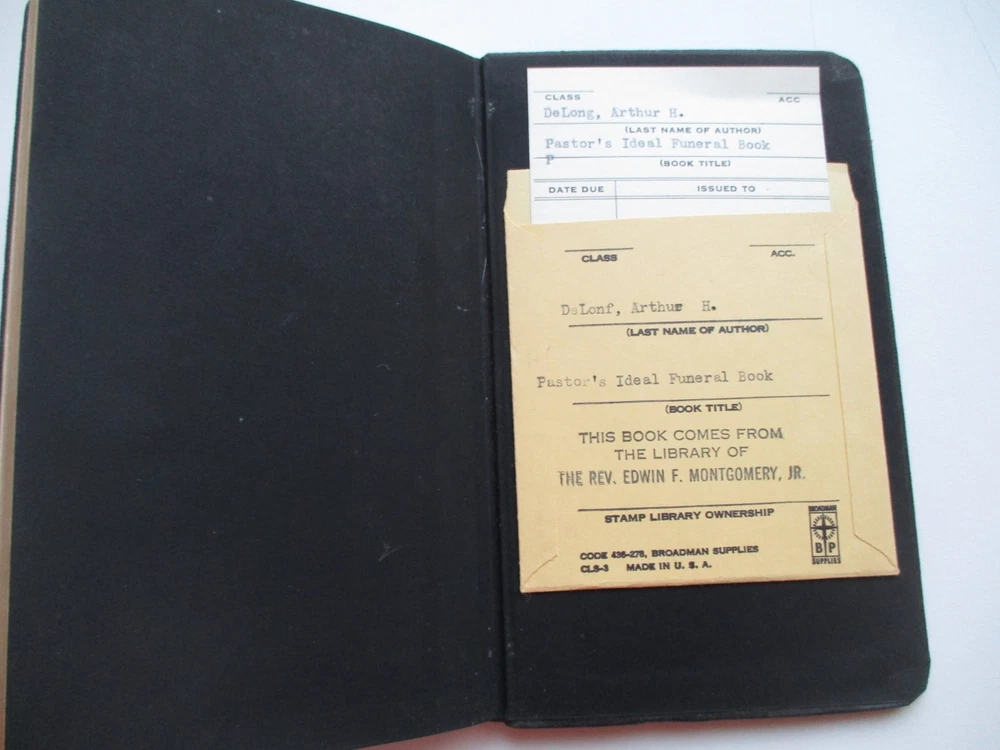 CLASS ACC
DeLong, Arthur H.
(LAST NAME OF AUTHOR)
Pastor's Ideal Funeral Book
P (BOOK TITLE)
DATE DUE ISSUED TO
CLASS ACC.
DeLonf, Arthur H.
(LAST NAME OF AUTHOR)
Pastor's Ideal Funeral Book
(BOOK TITLE)
THIS BOOK COMES FROM
THE LIBRARY OF
THE REV. EDWIN F. MONTGOMERY, JR.
STAMP LIBRARY OWNERSHIP
CODE 436-278, BROADMAN SUPPLIES
CLS-3 MADE IN U. S. A.
BROADMAN
B P
SUPPLIES